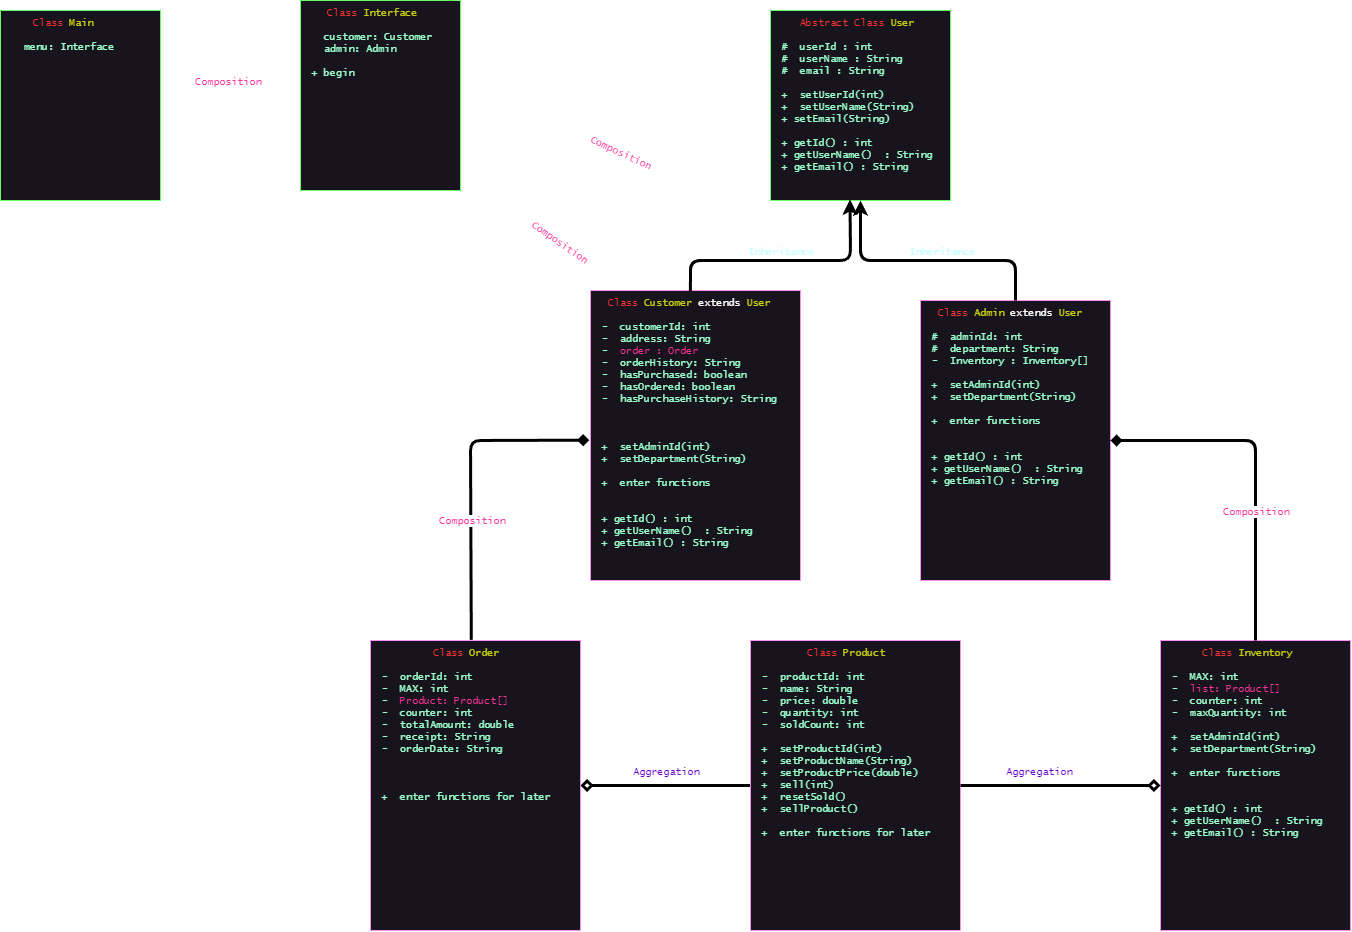 Class Main
menu: Interface
Composition
Class Interface
customer: Customer
admin: Admin
+ begin
Composition
Composition
Abstract Class User
# userId : int
# userName : String
# email : String
+ setUserId(int)
+ setUserName(String)
+ setEmail(String)
+ getId() : int
+ getUserName() : String
+ getEmail() : String
Inheritance
Inheritance
Class Customer extends User
- customerId: int
- address: String
- order : Order
- orderHistory: String
- hasPurchased: boolean
- hasOrdered: boolean
- hasPurchaseHistory: String
+ setAdminId(int)
+ setDepartment(String)
+ enter functions
+ getId() : int
+ getUserName() : String
+ getEmail() : String
Class Admin extends User
# adminId: int
# department: String
- Inventory : Inventory[]
+ setAdminId(int)
+ setDepartment(String)
+ enter functions
+ getId() : int
+ getUserName() : String
+ getEmail() : String
Composition
Composition
Class Order
- orderId: int
- MAX: int
- Product: Product[]
- counter: int
- totalAmount: double
- receipt: String
- orderDate: String
+ enter functions for later
Aggregation
Class Product
- productId: int
- name: String
- price: double
- quantity: int
- soldCount: int
+ setProductId(int)
+ setProductName(String)
+ setProductPrice(double)
+ sell(int)
+ resetSold()
+ sellProduct()
+ enter functions for later
Aggregation
Class Inventory
- MAX: int
- list: Product[]
- counter: int
- maxQuantity: int
+ setAdminId(int)
+ setDepartment(String)
+ enter functions
+ getId() : int
+ getUserName() : String
+ getEmail() : String